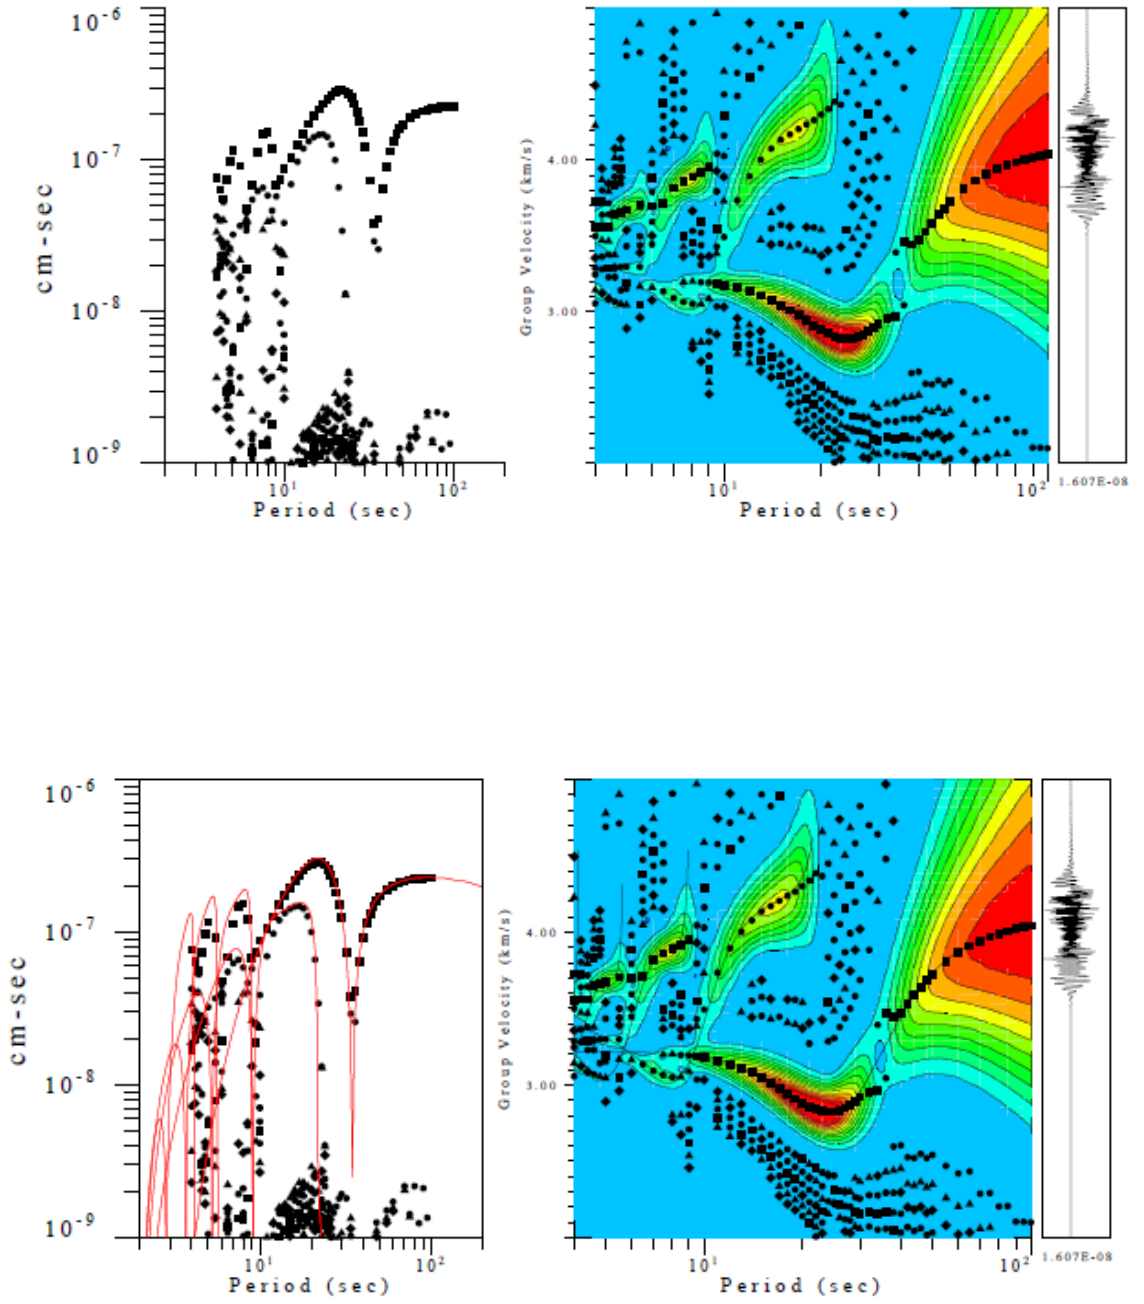 10⁻⁶
10⁻⁷
10⁻⁸
10⁻⁹
cm-sec
10¹
10²
Period (sec)
4.00
3.00
Group Velocity (km/s)
10¹
10²
Period (sec)
1.607E-08
10⁻⁶
10⁻⁷
10⁻⁸
10⁻⁹
cm-sec
10¹
10²
Period (sec)
4.00
3.00
Group Velocity (km/s)
10¹
10²
Period (sec)
1.607E-08